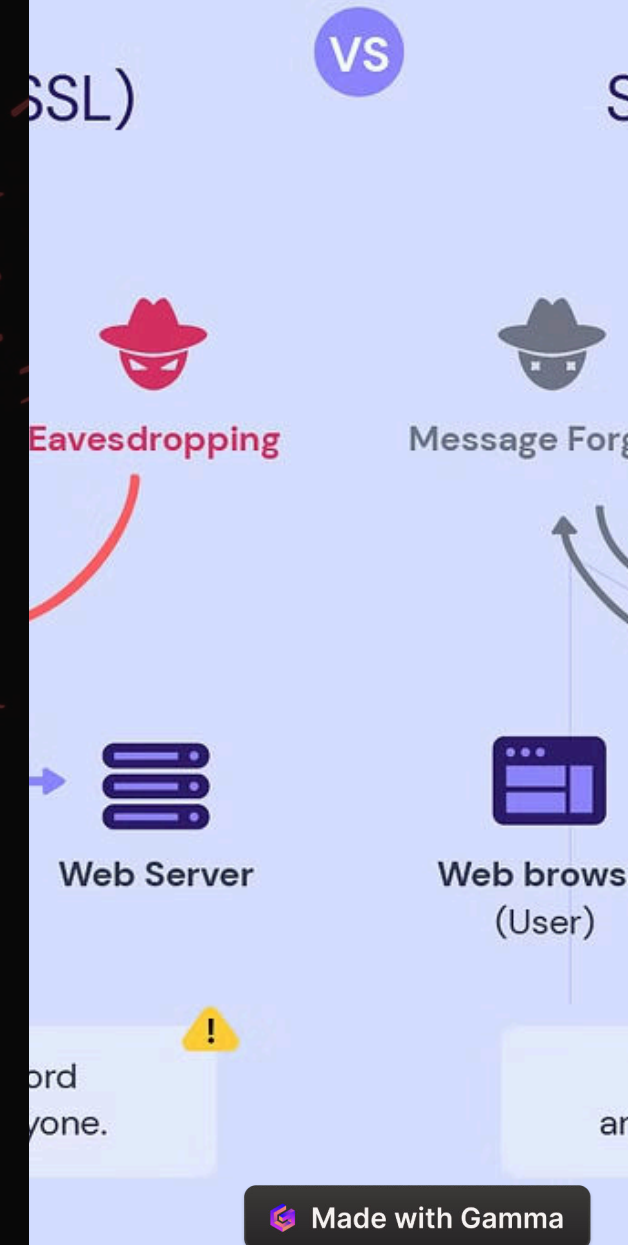 VS
SSL)
S
Eavesdropping
Message Forg
Web Server
Web brows
(User)
!
ord
yone.
ar
Made with Gamma